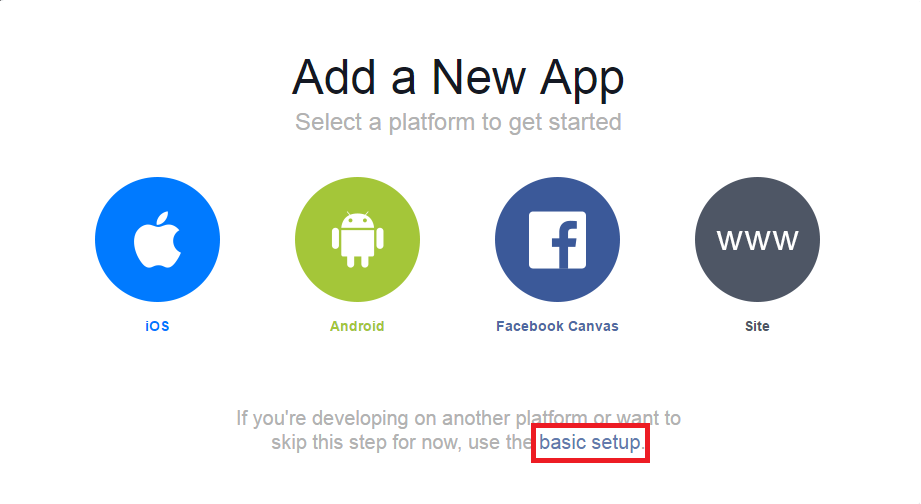 Add a New App
Select a platform to get started
www
iOS
Android
Facebook Canvas
Site
If you're developing on another platform or want to
skip this step for now, use the basic setup.